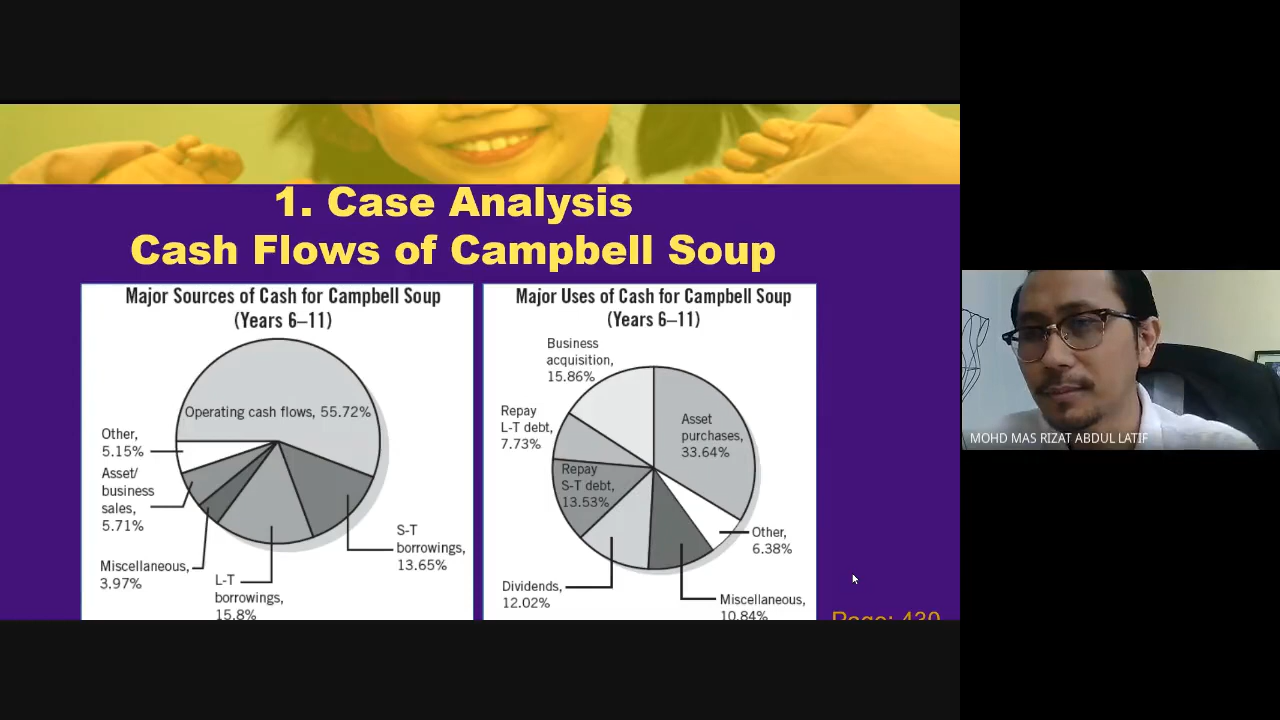 1. Case Analysis
Cash Flows of Campbell Soup
Major Sources of Cash for Campbell Soup
(Years 6–11)
Operating cash flows, 55.72%
Other,
5.15%
Asset/
business
sales,
5.71%
Miscellaneous,
3.97%
L-T
borrowings,
15.8%
S-T
borrowings,
13.65%
Major Uses of Cash for Campbell Soup
(Years 6–11)
Business
acquisition,
15.86%
Repay
L-T debt,
7.73%
Repay
S-T debt,
13.53%
Asset
purchases,
33.64%
Other,
6.38%
Dividends,
12.02%
Miscellaneous,
10.84%
Page: 430
MOHD MAS RIZAT ABDUL LATIF